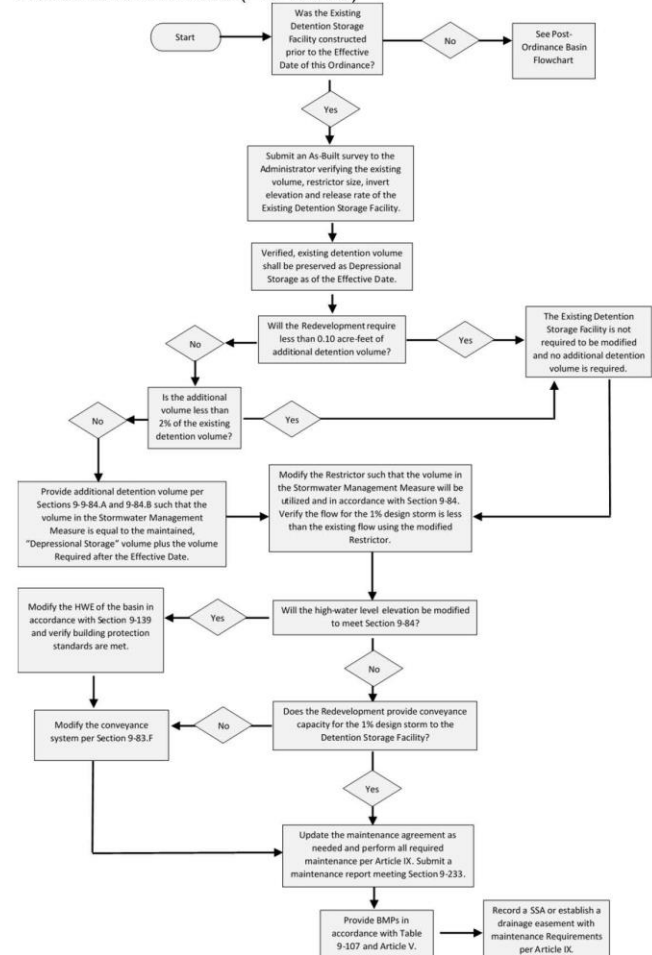 Was the Existing
Detention Storage
Facility constructed
prior to the Effective
Date of this Ordinance?
Start
No
See Post-
Ordinance Basin
Flowchart
Yes
Submit an As-Built survey to the
Administrator verifying the existing
volume, restrictor size, invert
elevation and release rate of the
Existing Detention Storage Facility.
Verified, existing detention volume
shall be preserved as Depressional
Storage as of the Effective Date.
Will the Redevelopment require
less than 0.10 acre-feet of
additional detention volume?
No
Yes
The Existing Detention
Storage Facility is not
required to be modified
and no additional detention
volume is required.
Is the additional
volume less than
2% of the existing
detention volume?
No
Yes
Provide additional detention volume per
Sections 9-9-84.A and 9-84.B such that the
volume in the Stormwater Management
Measure is equal to the maintained,
"Depressional Storage" volume plus the volume
Required after the Effective Date.
Modify the Restrictor such that the volume in
the Stormwater Management Measure will be
utilized and in accordance with Section 9-84.
Verify the flow for the 1% design storm is less
than the existing flow using the modified
Restrictor.
Will the high-water level elevation be modified
to meet Section 9-84?
Yes
Modify the HWE of the basin in
accordance with Section 9-139
and verify building protection
standards are met.
No
Does the Redevelopment provide conveyance
capacity for the 1% design storm to the
Detention Storage Facility?
No
Modify the conveyance
system per Section 9-83.F
Yes
Update the maintenance agreement as
needed and perform all required
maintenance per Article IX. Submit a
maintenance report meeting Section 9-233.
Provide BMPs in
accordance with Table
9-107 and Article V.
Record a SSA or establish a
drainage easement with
maintenance Requirements
per Article IX.